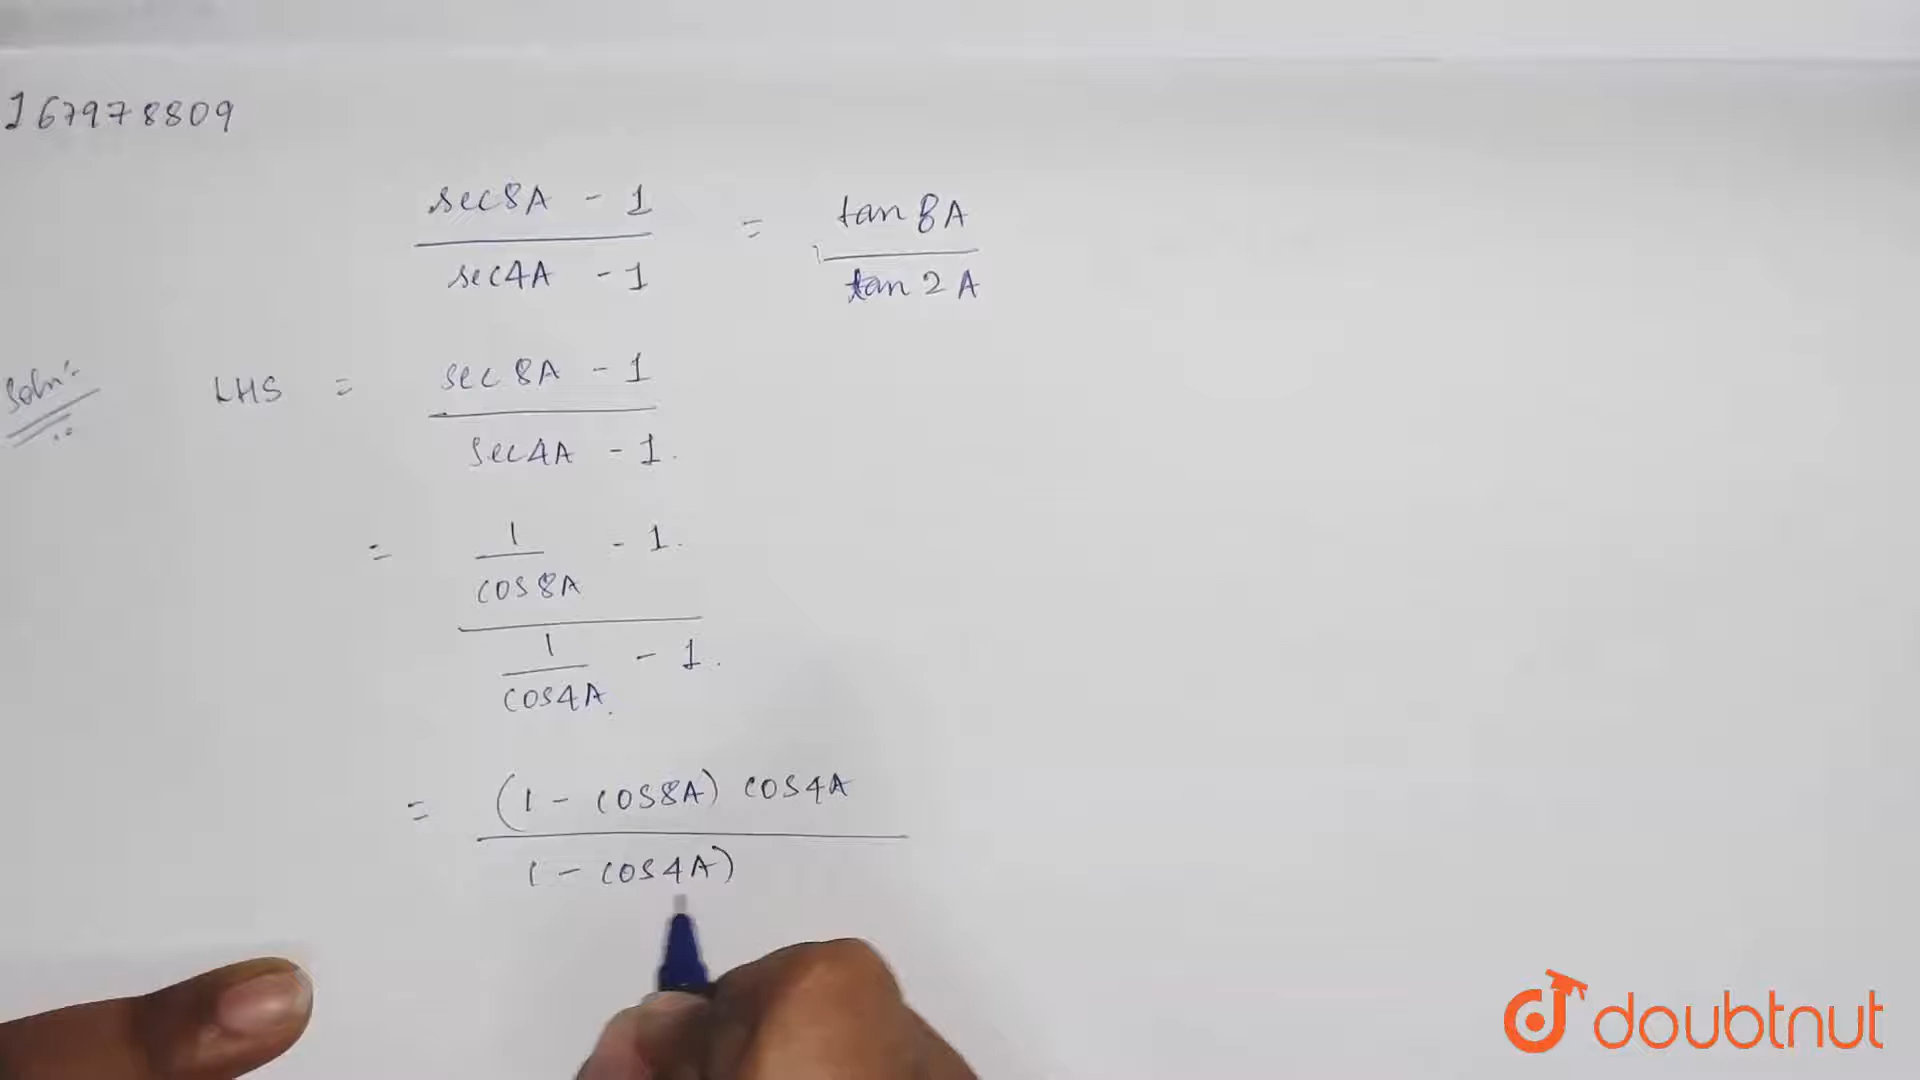 167978809
sec8A - 1 = tan 8A
sec4A - 1 tan 2A
Soln:- LHS = sec 8A - 1
sec4A - 1.
= 1 - 1.
cos8A
1 - 1.
cos4A.
= (1 - cos8A) cos4A
1 - cos4A)
doubtnut